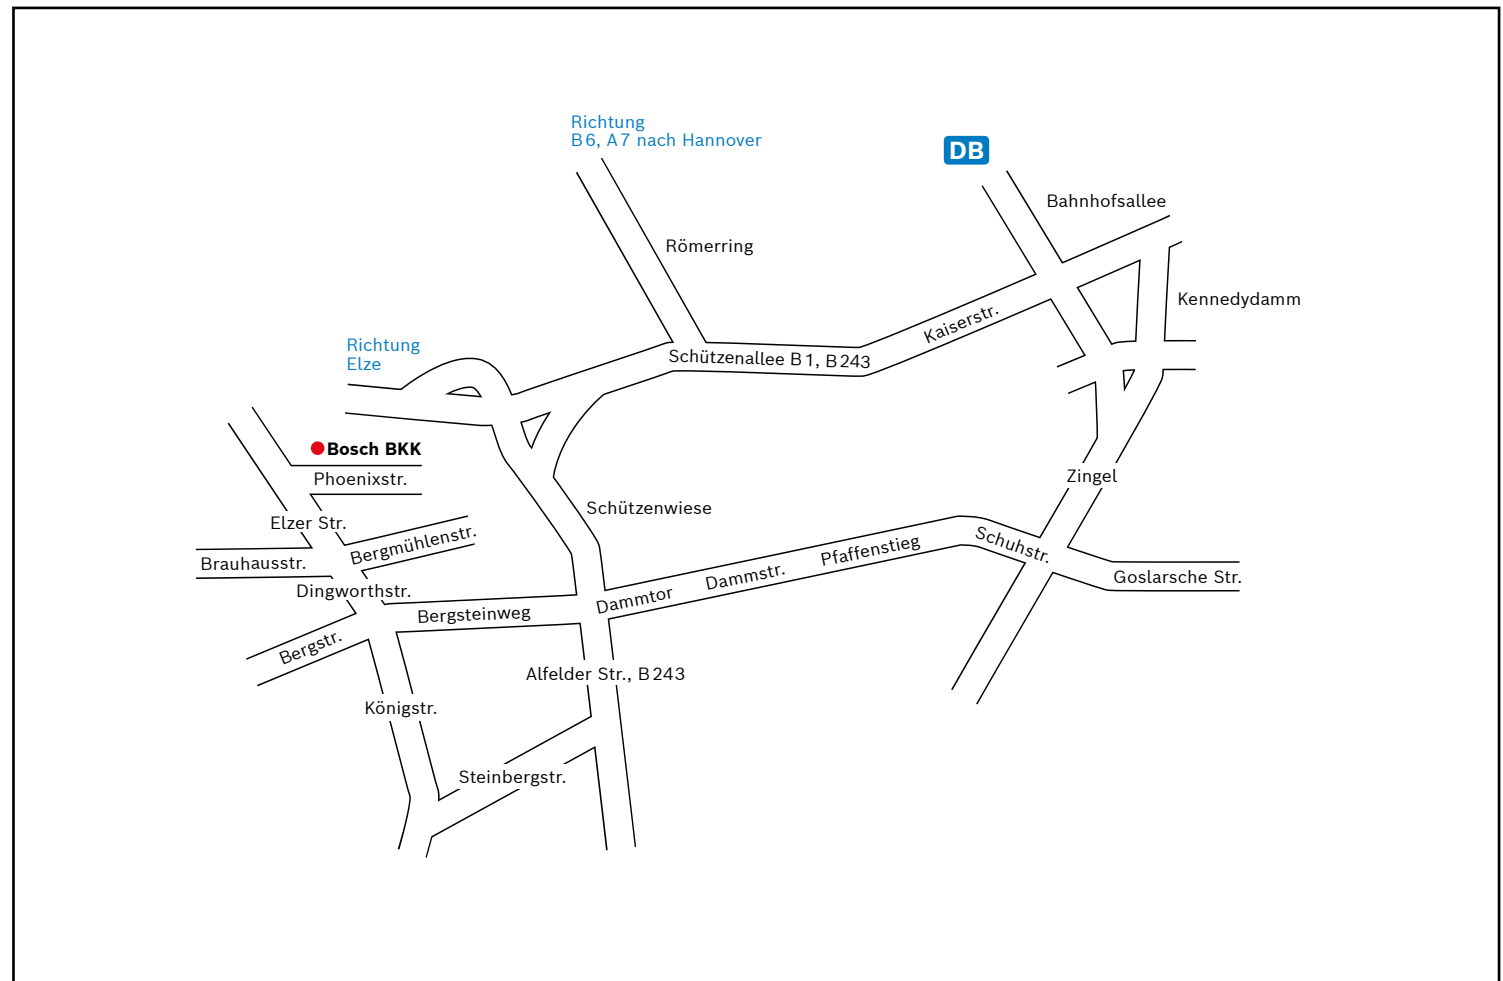 Richtung
B 6, A 7 nach Hannover
DB
Bahnhofsallee
Römerring
Kennedydamm
Kaiserstr.
Richtung
Elze
Schützenallee B 1, B 243
Bosch BKK
Phoenixstr.
Zingel
Schützenwiese
Elzer Str.
Bergmühlenstr.
Pfaffenstieg
Schuhstr.
Brauhausstr.
Dammstr.
Goslarsche Str.
Dingworthstr.
Dammtor
Bergsteinweg
Bergstr.
Alfelder Str., B 243
Königstr.
Steinbergstr.